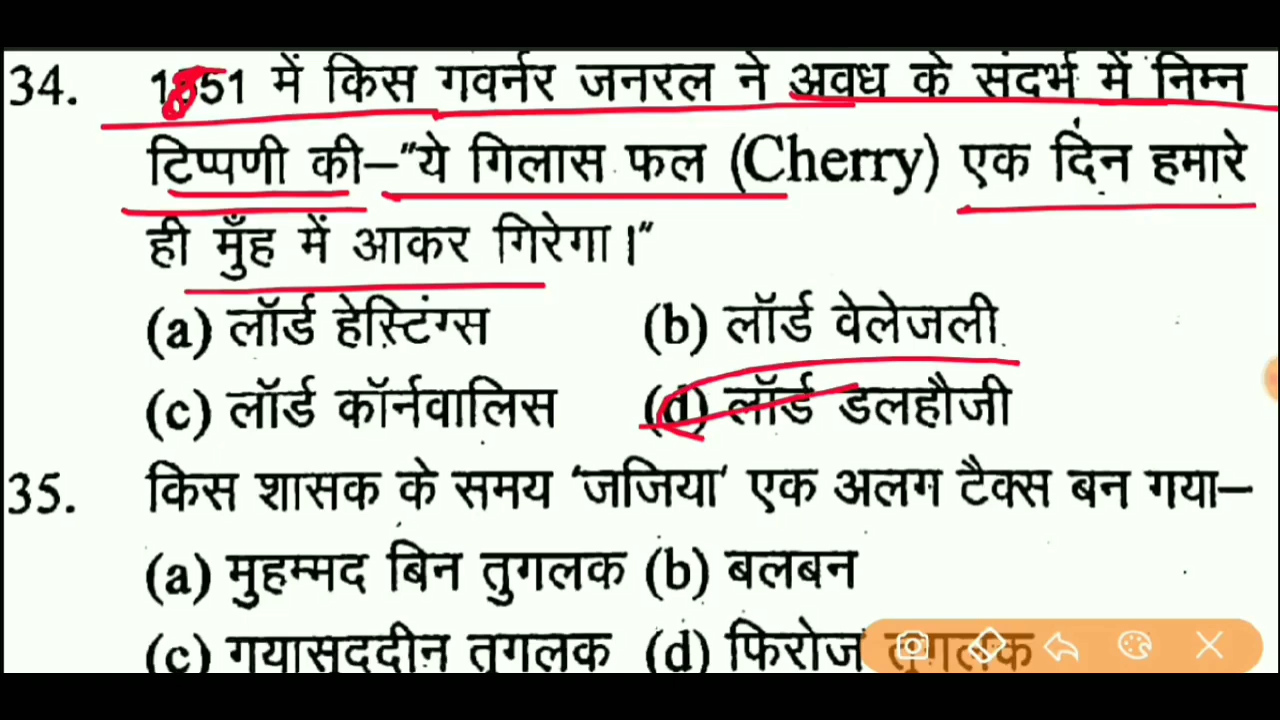 34. 1851 में किस गवर्नर जनरल ने अवध के संदर्भ में निम्न
टिप्पणी की–"ये गिलास फल (Cherry) एक दिन हमारे
ही मुँह में आकर गिरेगा।"
(a) लॉर्ड हेस्टिंग्स (b) लॉर्ड वेलेजली
(c) लॉर्ड कॉर्नवालिस (d) लॉर्ड डलहौजी
35. किस शासक के समय 'जजिया' एक अलग टैक्स बन गया–
(a) मुहम्मद बिन तुगलक (b) बलबन
(c) गयासुद्दीन तुगलक (d) फिरोज तुगलक